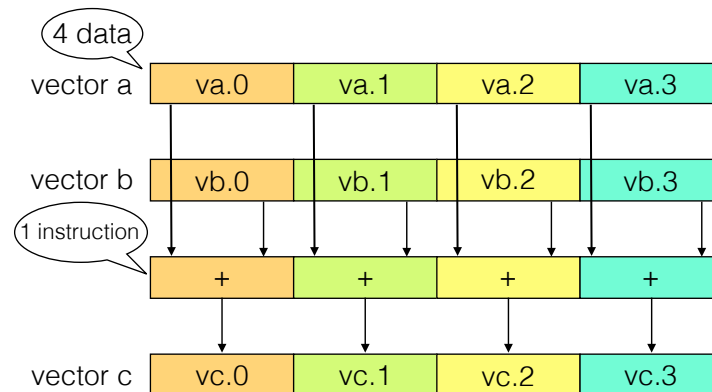 4 data
vector a va.0 va.1 va.2 va.3
vector b vb.0 vb.1 vb.2 vb.3
1 instruction
+ + + +
vector c vc.0 vc.1 vc.2 vc.3